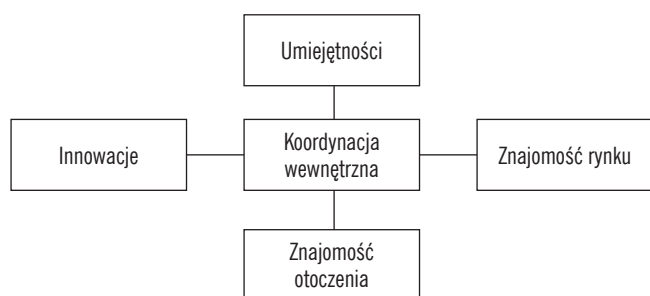 Umiejętności
Innowacje
Koordynacja
wewnętrzna
Znajomość rynku
Znajomość
otoczenia